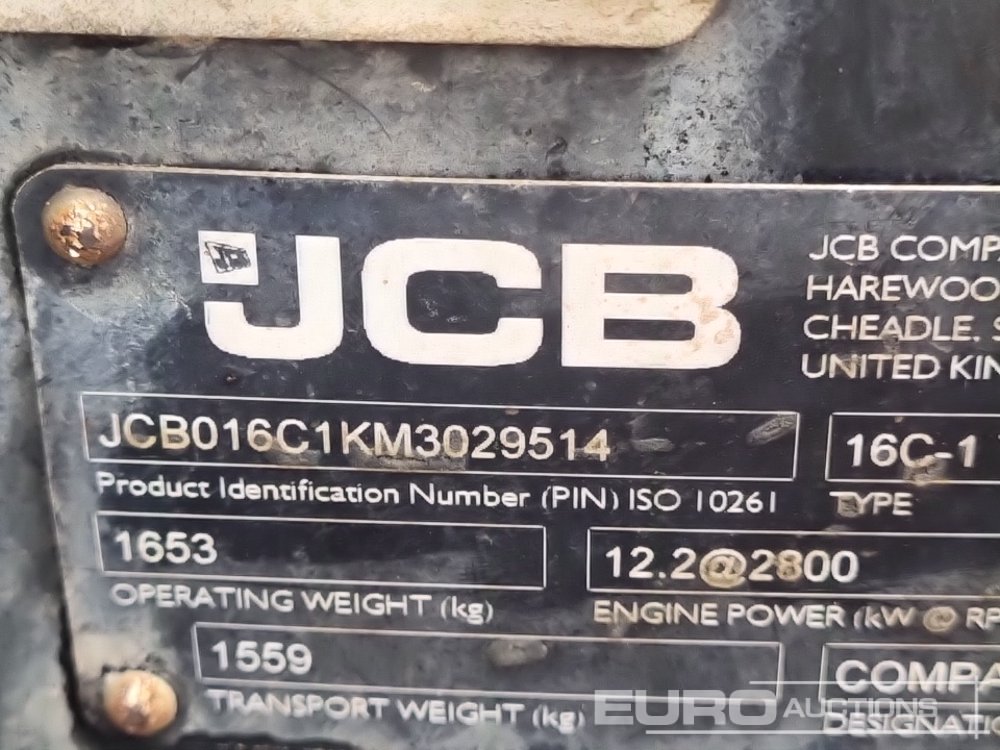 JCB
JCB COMPA
HAREWOO
CHEADLE. S
UNITED KIN
JCB016C1KM3029514
16C-1
Product Identification Number (PIN) ISO 10261
TYPE
1653
12.2@2800
OPERATING WEIGHT (kg)
ENGINE POWER (kW @ RP
1559
COMPA
TRANSPORT WEIGHT (kg)
DESIGNATIO
EURO AUCTIONS